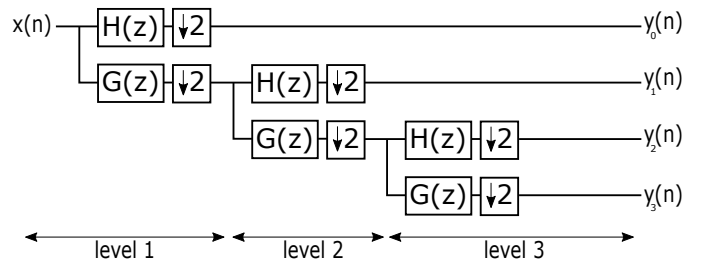 x(n) H(z) ↓2 y₀(n)
G(z) ↓2 H(z) ↓2 y₁(n)
G(z) ↓2 H(z) ↓2 y₂(n)
G(z) ↓2 y₃(n)
level 1 level 2 level 3